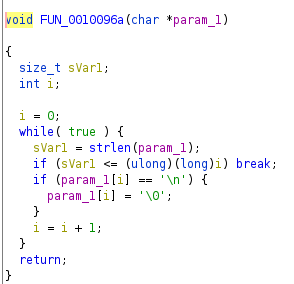 void FUN_0010096a(char *param_1)
{
size_t sVar1;
int i;
i = 0;
while( true ) {
sVar1 = strlen(param_1);
if (sVar1 <= (ulong)(long)i) break;
if (param_1[i] == '\n') {
param_1[i] = '\0';
}
i = i + 1;
}
return;
}